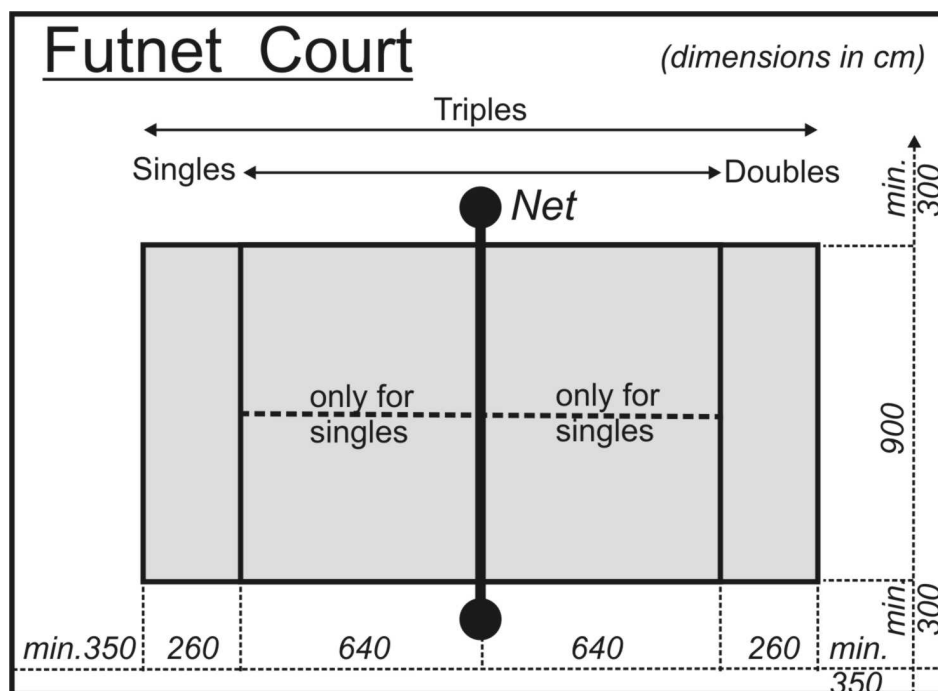 Futnet Court
(dimensions in cm)
Triples
Singles
Doubles
Net
min.
300
only for
singles
only for
singles
900
min.
300
min.350
260
640
640
260
min.
350